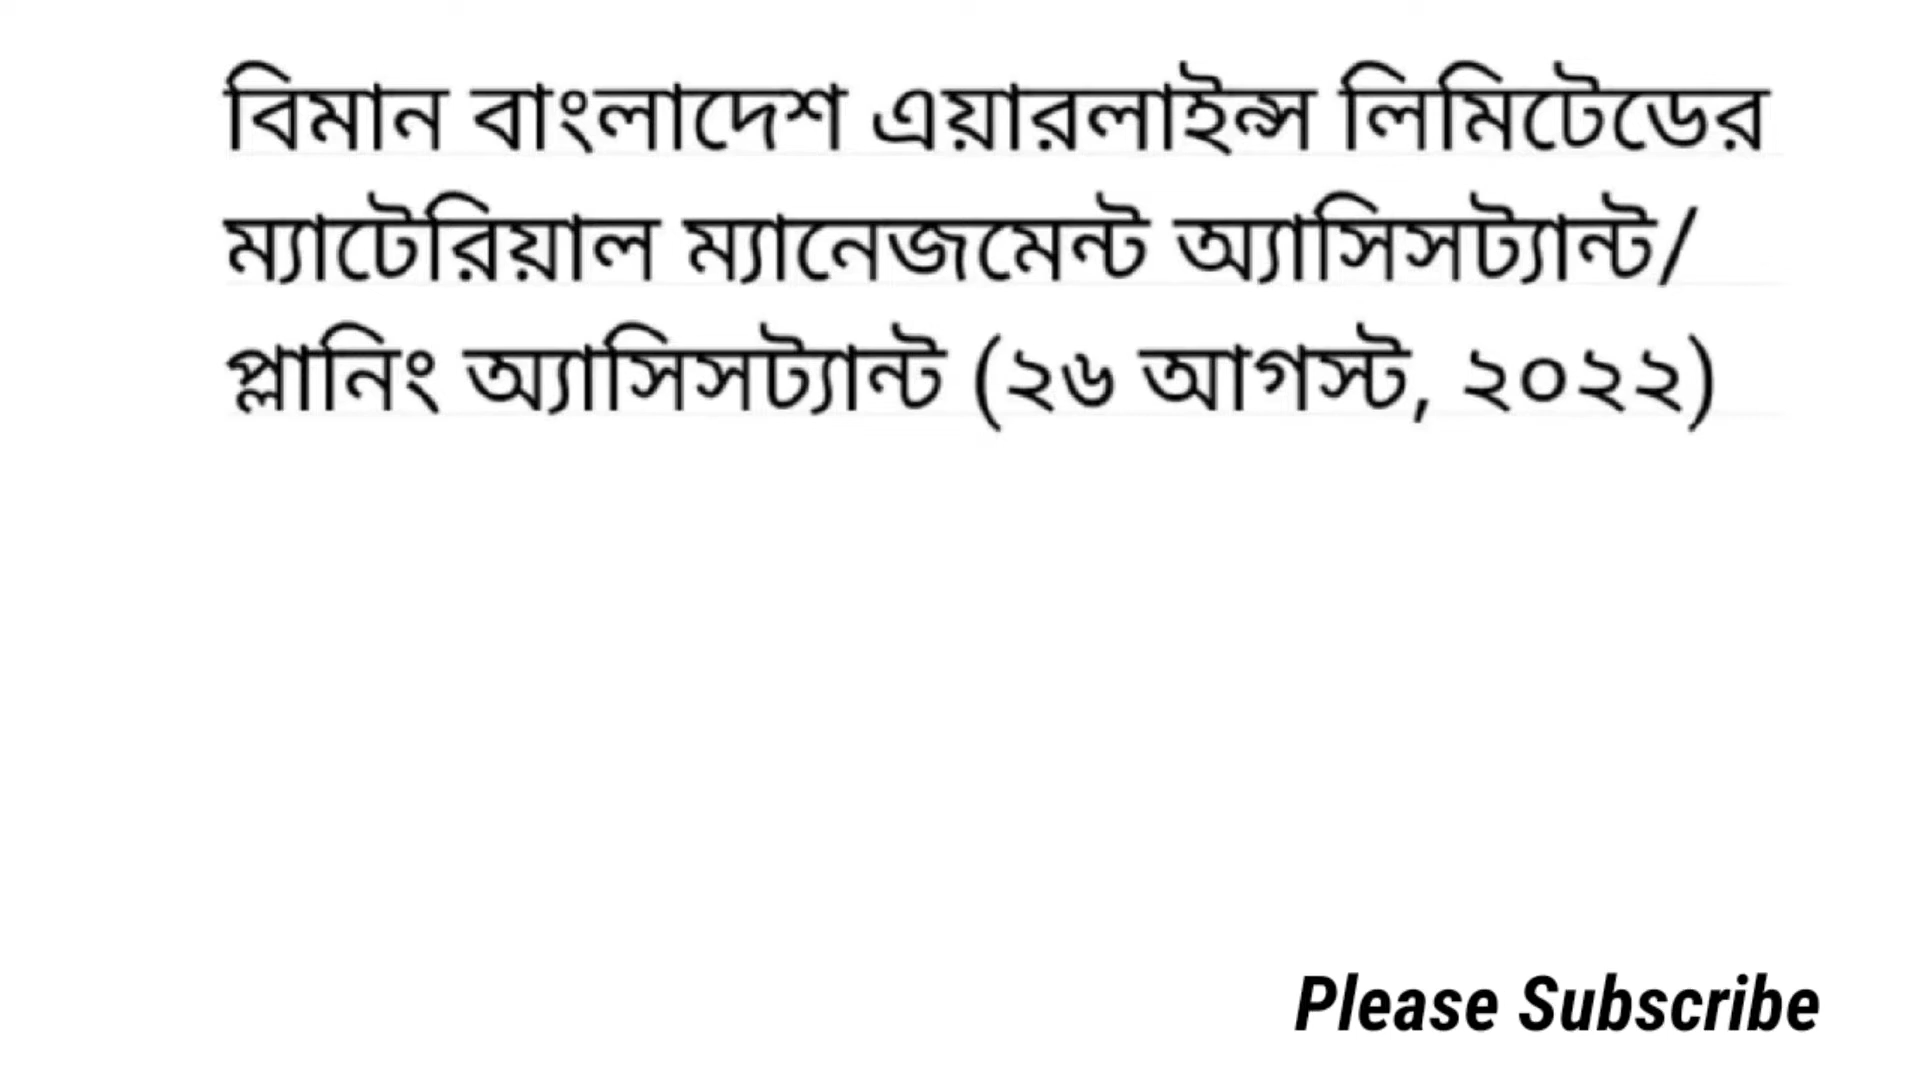 বিমান বাংলাদেশ এয়ারলাইন্স লিমিটেডের
ম্যাটেরিয়াল ম্যানেজমেন্ট অ্যাসিসট্যান্ট/
প্লানিং অ্যাসিসট্যান্ট (২৬ আগস্ট, ২০২২)
Please Subscribe